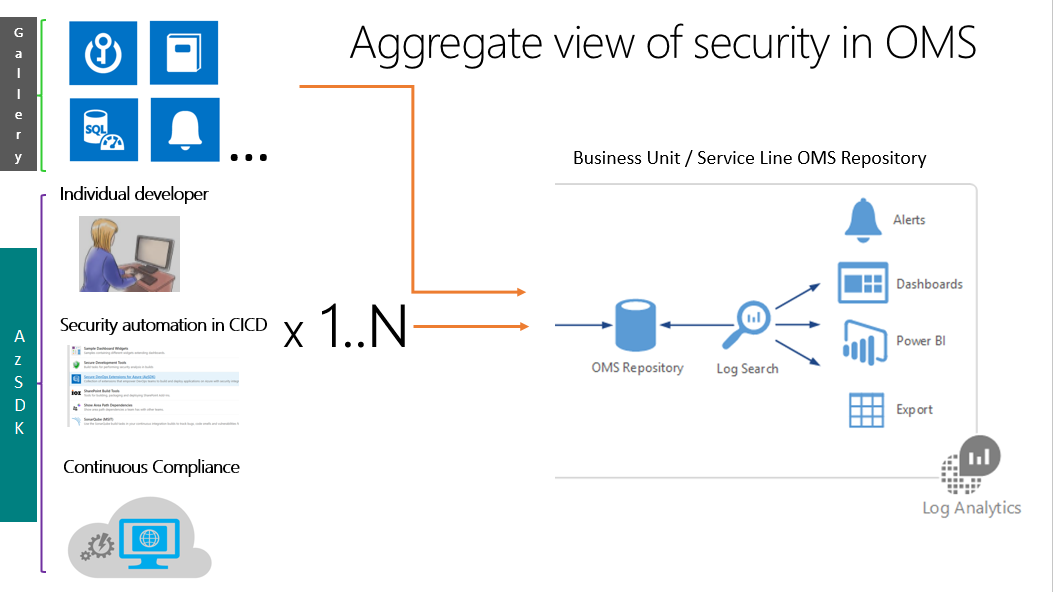 Aggregate view of security in OMS
Gallery
SQL
...
Individual developer
Security automation in CICD
x 1..N
Sample Dashboard Widgets
Secure Development Tools
Secure DevOps Extensions for Azure (AzSDK)
SharePoint Build Tools
Show Area Path Dependencies
SonarQube (MSIT)
Continuous Compliance
AzSDK
Business Unit / Service Line OMS Repository
OMS Repository
Log Search
Alerts
Dashboards
Power BI
Export
Log Analytics